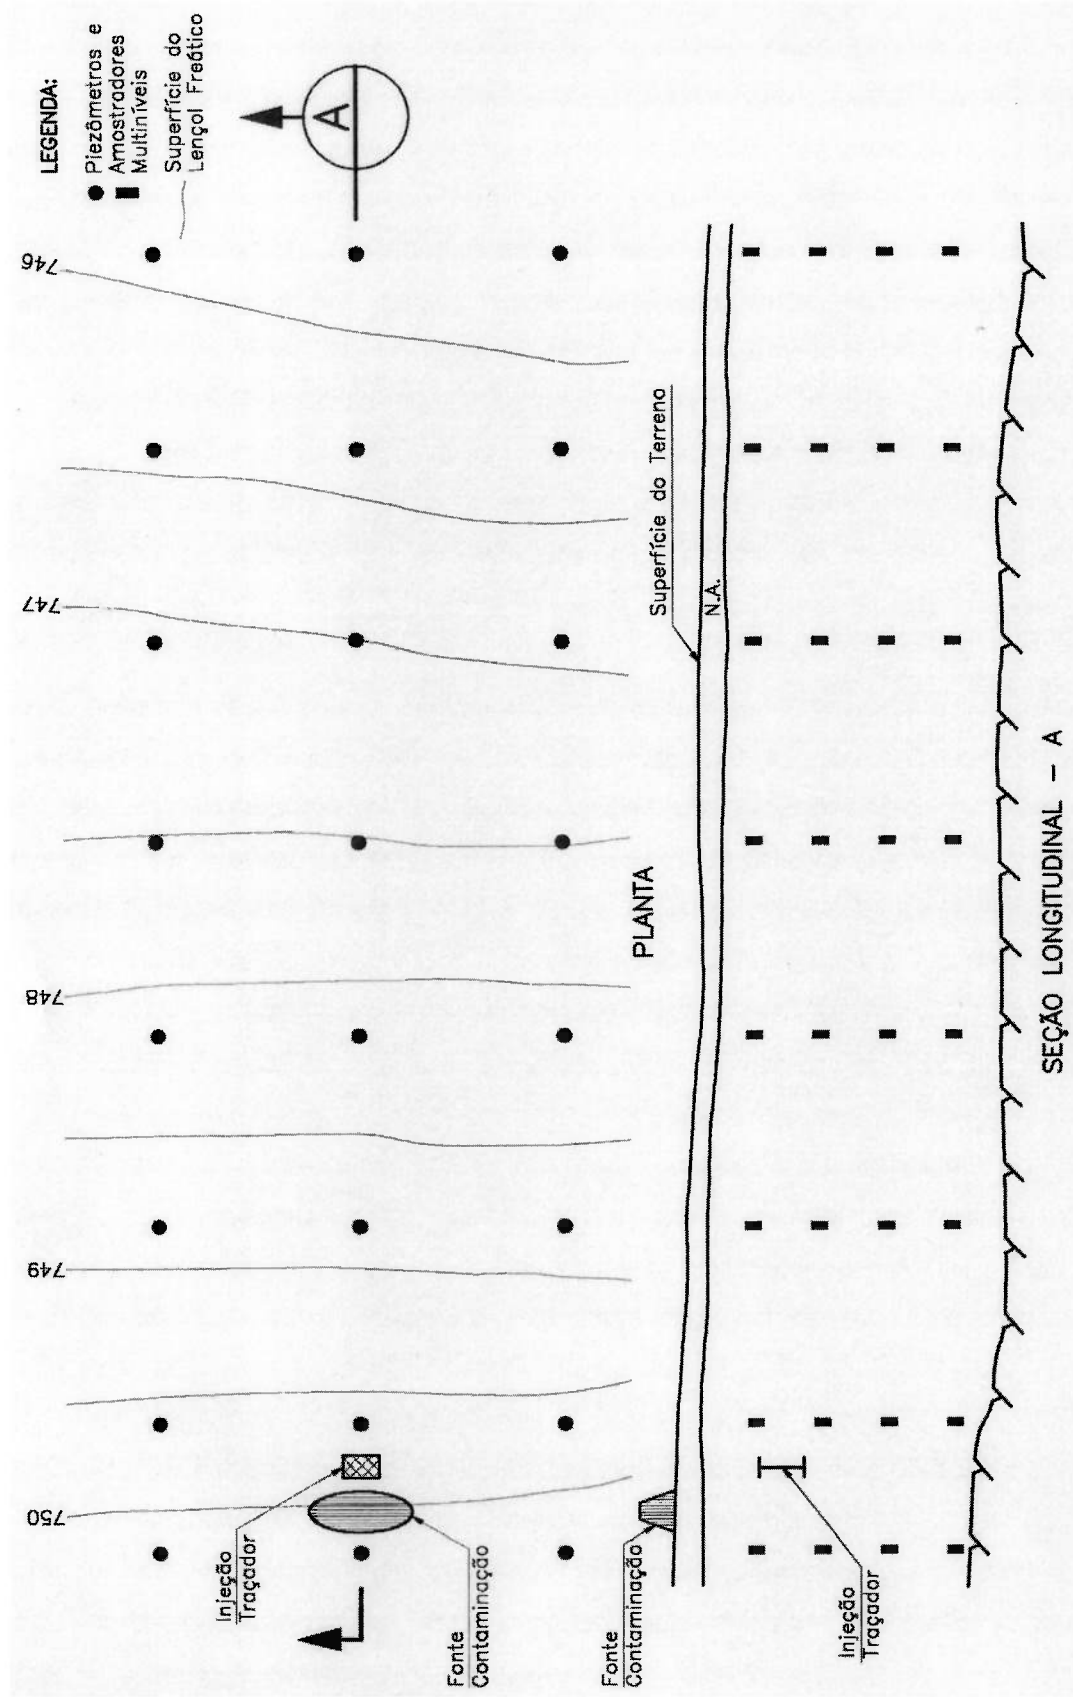 LEGENDA:
Piezômetros e
Amostradores
Multiníveis
Superfície do
Lençol Freático
A
750
749
748
747
746
Injeção
Traçador
Fonte
Contaminação
PLANTA
Superfície do Terreno
N.A.
Fonte
Contaminação
Injeção
Traçador
SEÇÃO LONGITUDINAL – A